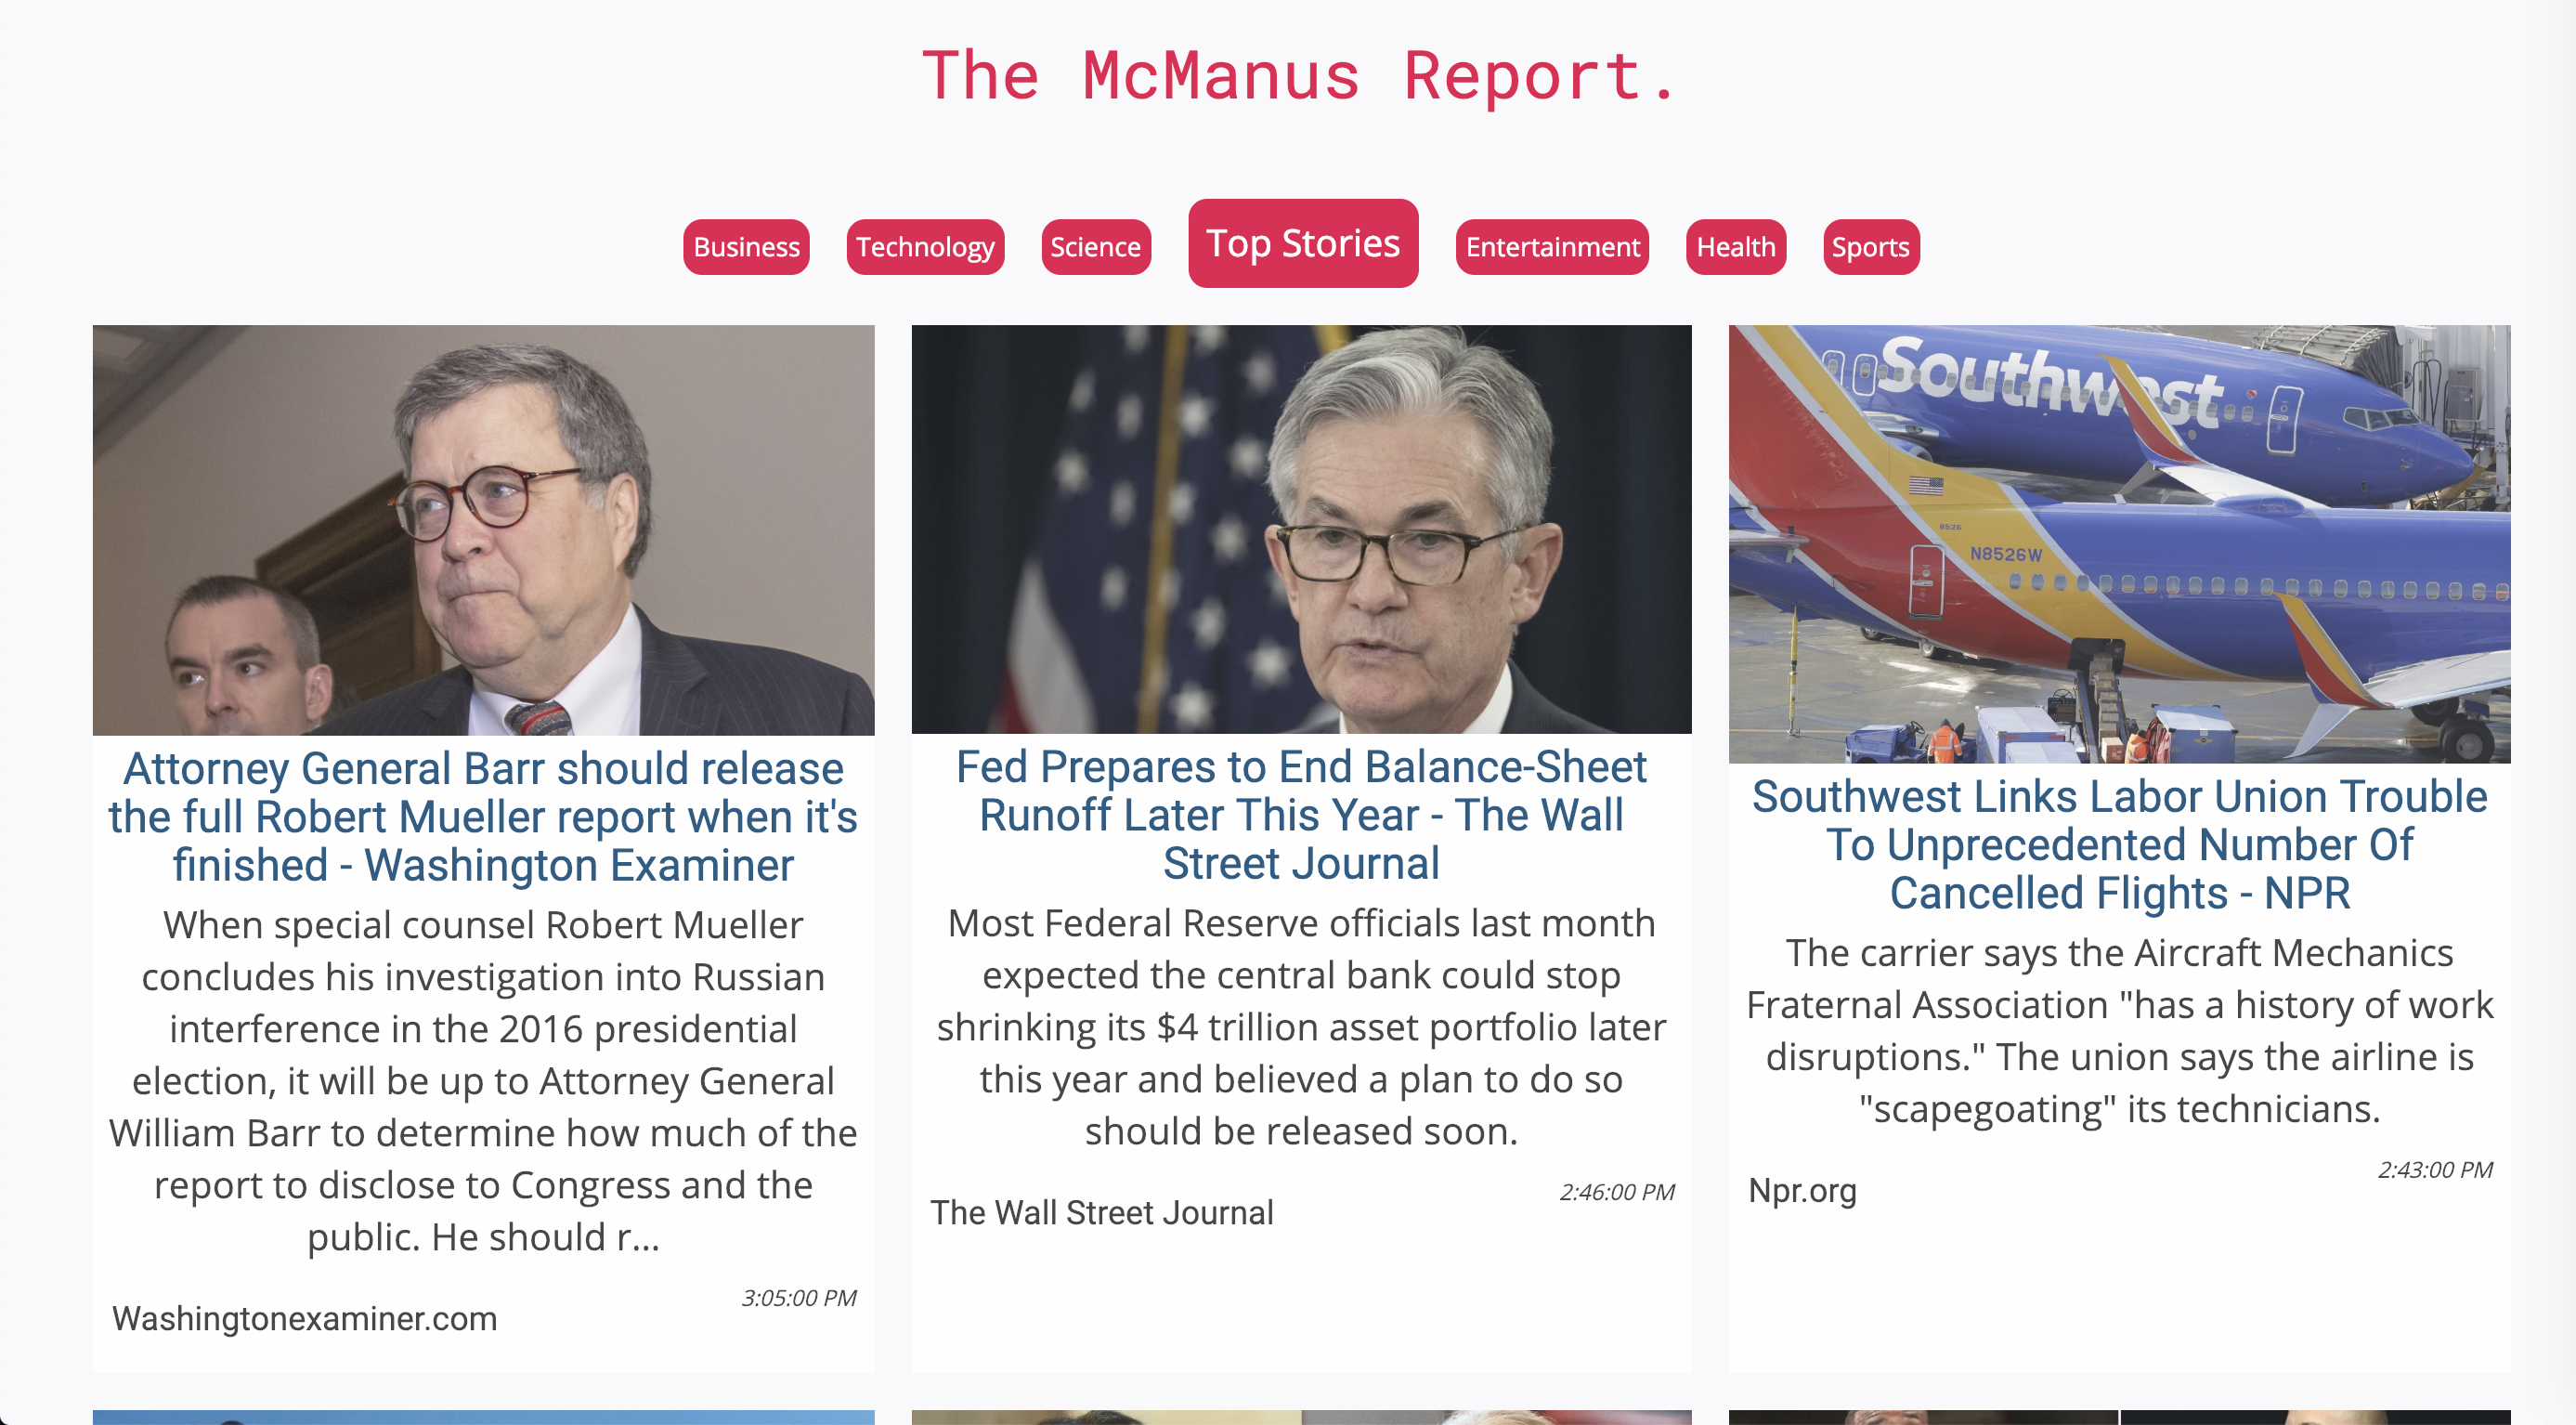 The McManus Report.
Business
Technology
Science
Top Stories
Entertainment
Health
Sports
Southwest
8526
N8526W
Attorney General Barr should release
the full Robert Mueller report when it's
finished - Washington Examiner
When special counsel Robert Mueller
concludes his investigation into Russian
interference in the 2016 presidential
election, it will be up to Attorney General
William Barr to determine how much of the
report to disclose to Congress and the
public. He should r...
3:05:00 PM
Washingtonexaminer.com
Fed Prepares to End Balance-Sheet
Runoff Later This Year - The Wall
Street Journal
Most Federal Reserve officials last month
expected the central bank could stop
shrinking its $4 trillion asset portfolio later
this year and believed a plan to do so
should be released soon.
2:46:00 PM
The Wall Street Journal
Southwest Links Labor Union Trouble
To Unprecedented Number Of
Cancelled Flights - NPR
The carrier says the Aircraft Mechanics
Fraternal Association "has a history of work
disruptions." The union says the airline is
"scapegoating" its technicians.
2:43:00 PM
Npr.org